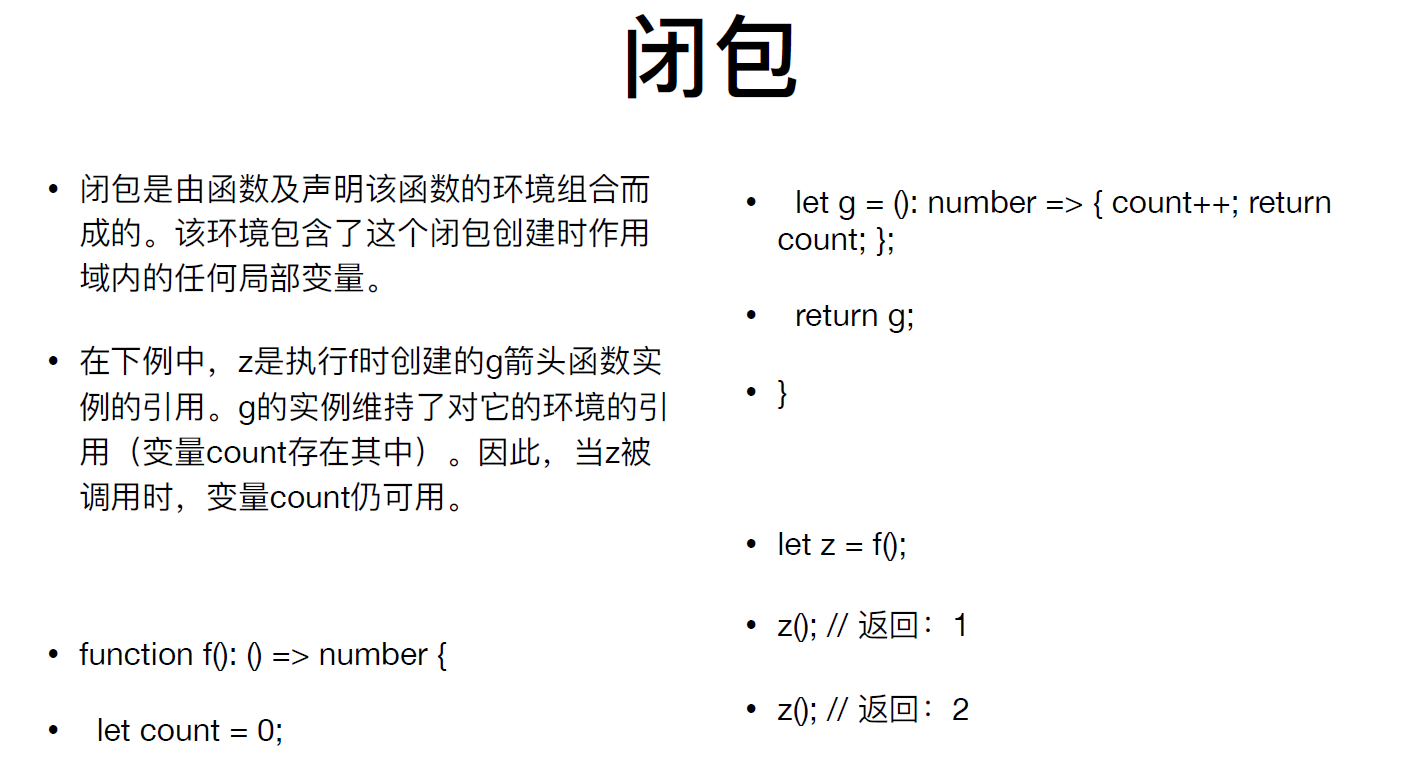 闭包
• 闭包是由函数及声明该函数的环境组合而
成的。该环境包含了这个闭包创建时作用
域内的任何局部变量。
• 在下例中，z是执行f时创建的g箭头函数实
例的引用。g的实例维持了对它的环境的引
用（变量count存在其中）。因此，当z被
调用时，变量count仍可用。
• function f(): () => number {
• let count = 0;
• let g = (): number => { count++; return
count; };
• return g;
• }
• let z = f();
• z(); // 返回：1
• z(); // 返回：2